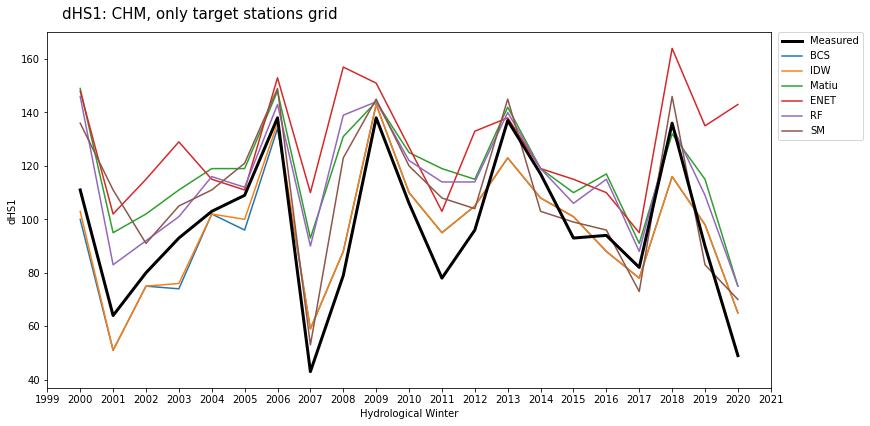 dHS1: CHM, only target stations grid
160
140
120
100
80
60
40
dHS1
1999 2000 2001 2002 2003 2004 2005 2006 2007 2008 2009 2010 2011 2012 2013 2014 2015 2016 2017 2018 2019 2020 2021
Hydrological Winter
Measured
BCS
IDW
Matiu
ENET
RF
SM